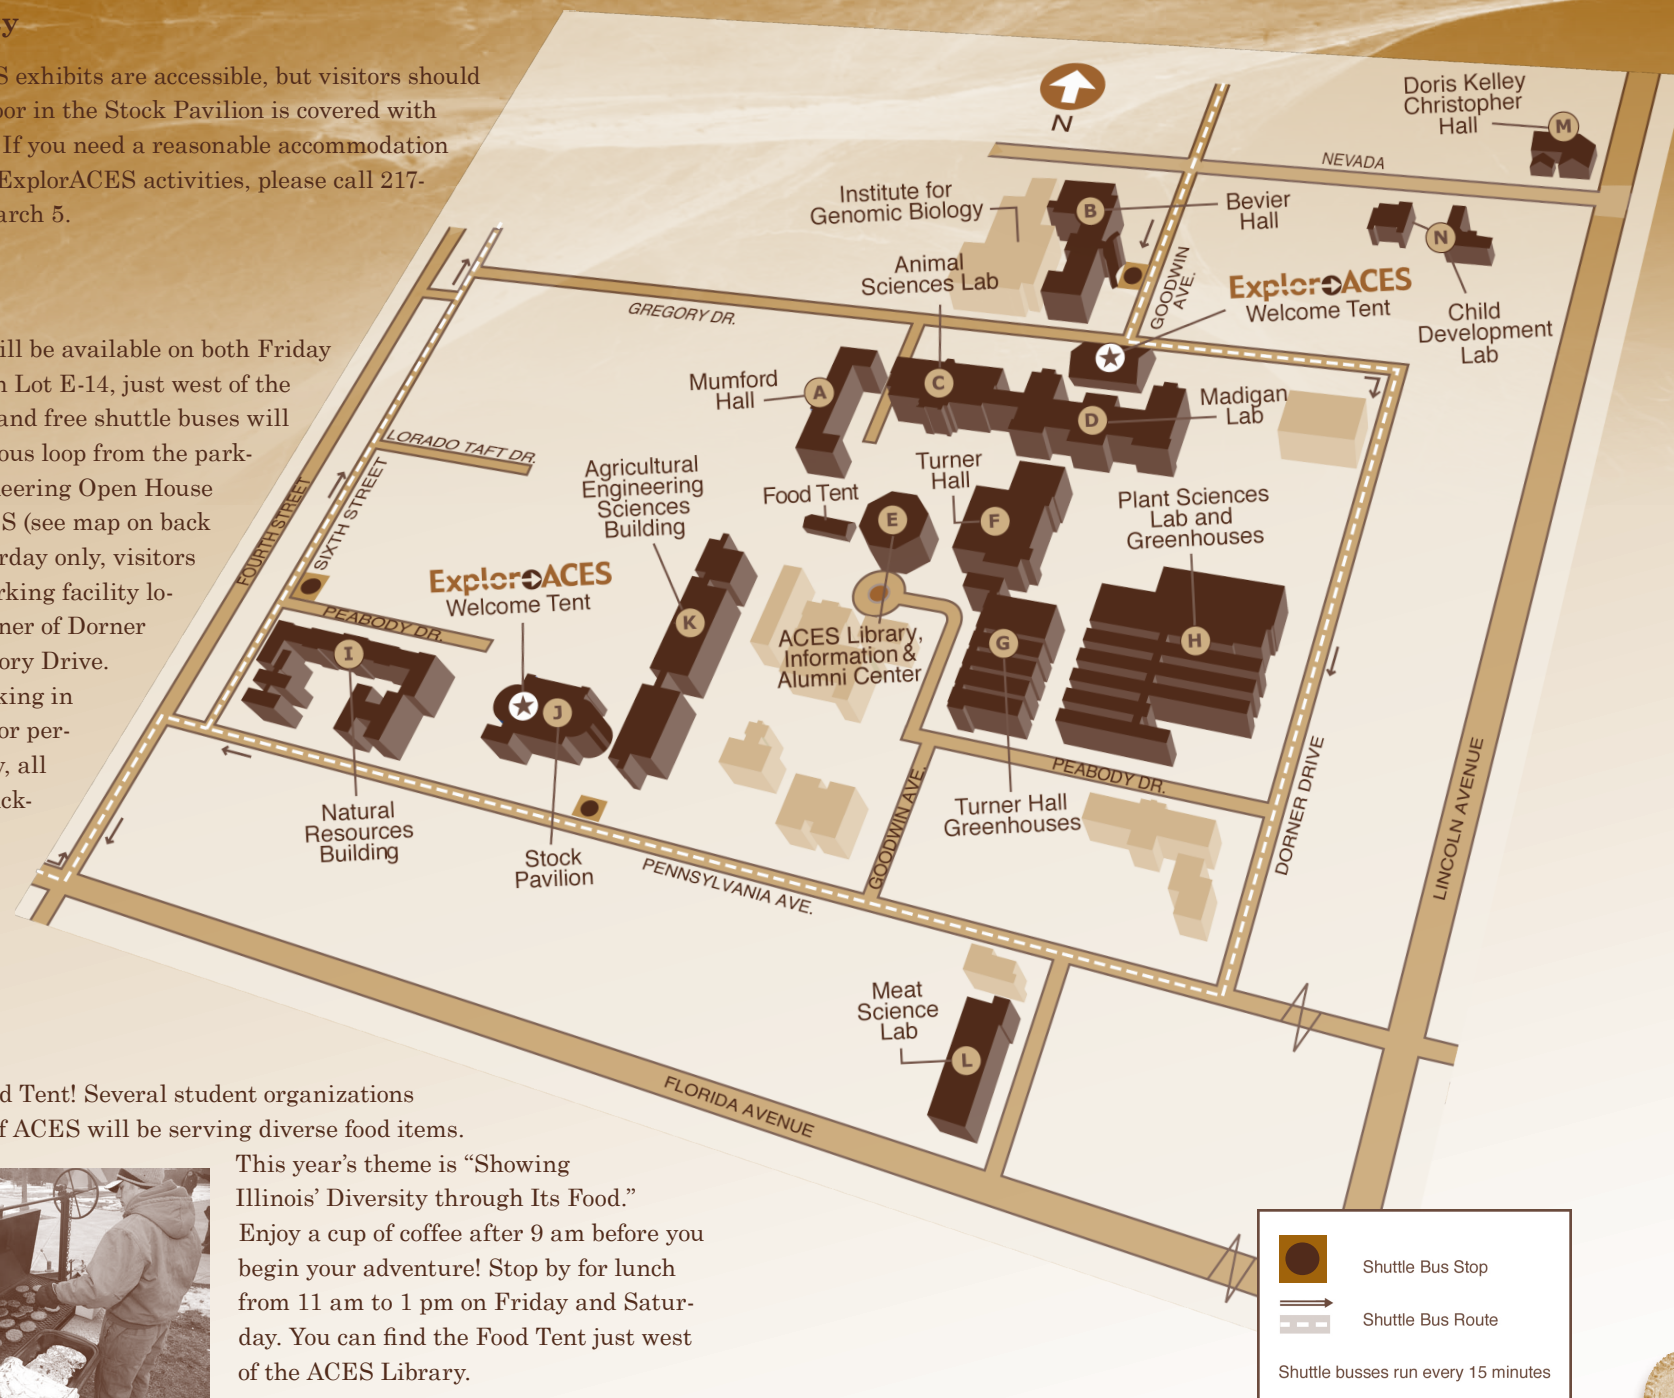 y
S exhibits are accessible, but visitors should
oor in the Stock Pavilion is covered with
If you need a reasonable accommodation
ExplorACES activities, please call 217-
arch 5.
ill be available on both Friday
n Lot E-14, just west of the
and free shuttle buses will
ous loop from the park-
neering Open House
S (see map on back
rday only, visitors
rking facility lo-
ner of Dorner
ory Drive.
king in
or per-
y, all
ck-
d Tent! Several student organizations
f ACES will be serving diverse food items.
This year’s theme is “Showing
Illinois’ Diversity through Its Food.”
Enjoy a cup of coffee after 9 am before you
begin your adventure! Stop by for lunch
from 11 am to 1 pm on Friday and Satur-
day. You can find the Food Tent just west
of the ACES Library.
N
Doris Kelley
Christopher
Hall
M
NEVADA
Institute for
Genomic Biology
B
Bevier
Hall
N
Child
Development
Lab
Animal
Sciences Lab
GOODWIN
AVE.
ExplorACES
Welcome Tent
GREGORY DR.
Mumford
Hall
A
C
D
Madigan
Lab
LORADO TAFT DR.
Agricultural
Engineering
Sciences
Building
Food Tent
Turner
Hall
E
F
Plant Sciences
Lab and
Greenhouses
FOURTH STREET
SIXTH STREET
ExplorACES
Welcome Tent
PEABODY DR.
I
K
ACES Library,
Information &
Alumni Center
G
H
J
Natural
Resources
Building
Stock
Pavilion
PENNSYLVANIA AVE.
GOODWIN AVE.
PEABODY DR.
Turner Hall
Greenhouses
DORNER DRIVE
LINCOLN AVENUE
Meat
Science
Lab
L
FLORIDA AVENUE
Shuttle Bus Stop
Shuttle Bus Route
Shuttle busses run every 15 minutes